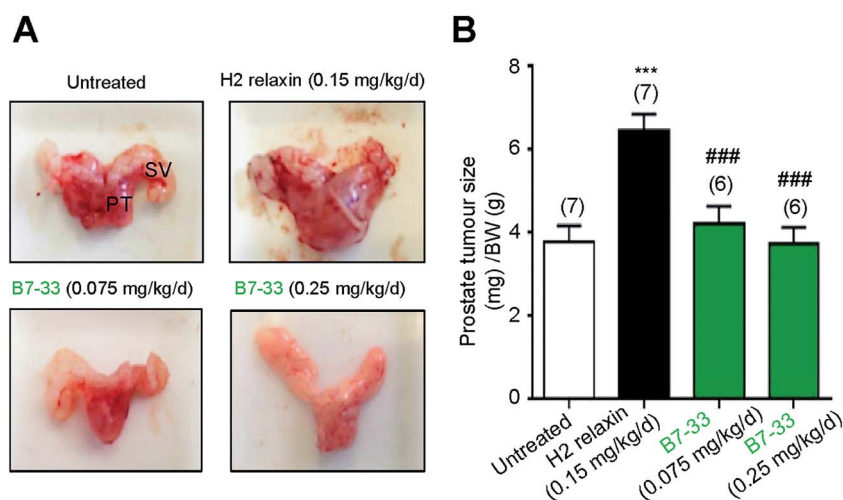 A
Untreated
H2 relaxin (0.15 mg/kg/d)
SV
PT
B7-33 (0.075 mg/kg/d)
B7-33 (0.25 mg/kg/d)
B
Prostate tumour size
(mg) /BW (g)
8
6
4
2
0
(7)
***
(7)
###
(6)
###
(6)
Untreated
H2 relaxin
(0.15 mg/kg/d)
B7-33
(0.075 mg/kg/d)
B7-33
(0.25 mg/kg/d)